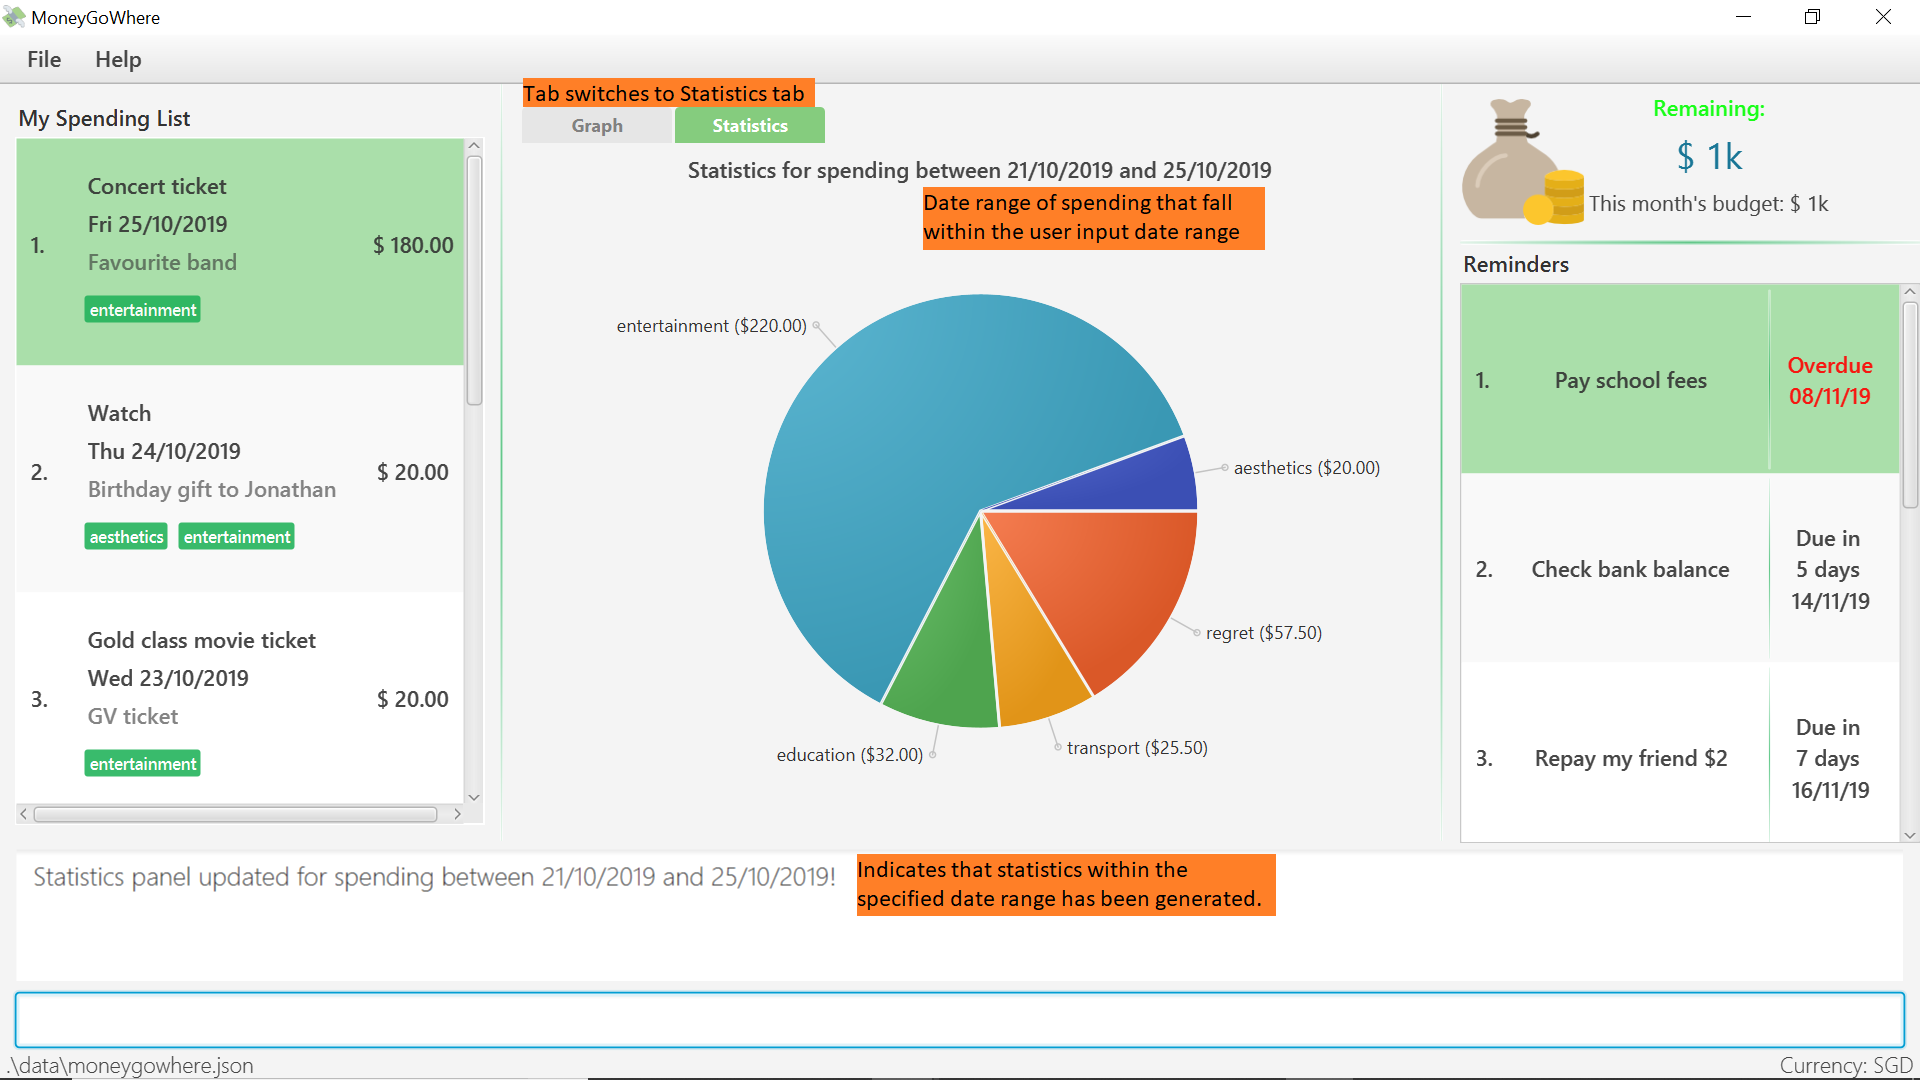 MoneyGoWhere
File
Help
My Spending List
1.
Concert ticket
Fri 25/10/2019
Favourite band
entertainment
$ 180.00
2.
Watch
Thu 24/10/2019
Birthday gift to Jonathan
aesthetics entertainment
$ 20.00
3.
Gold class movie ticket
Wed 23/10/2019
GV ticket
entertainment
$ 20.00
Tab switches to Statistics tab
Graph
Statistics
Statistics for spending between 21/10/2019 and 25/10/2019
Date range of spending that fall
within the user input date range
entertainment ($220.00)
aesthetics ($20.00)
regret ($57.50)
transport ($25.50)
education ($32.00)
Remaining:
$ 1k
This month's budget: $ 1k
Reminders
1.
Pay school fees
Overdue
08/11/19
2.
Check bank balance
Due in
5 days
14/11/19
3.
Repay my friend $2
Due in
7 days
16/11/19
Statistics panel updated for spending between 21/10/2019 and 25/10/2019!
Indicates that statistics within the
specified date range has been generated.
.\data\moneygowhere.json
Currency: SGD